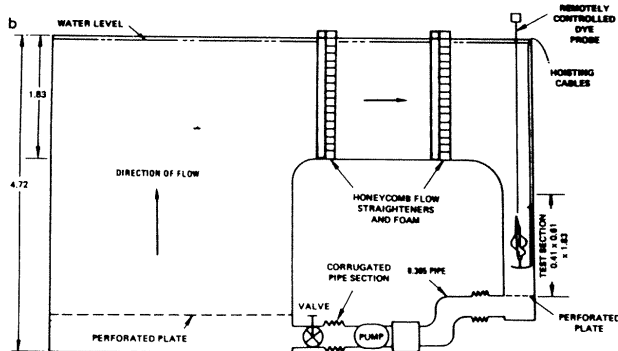 b
WATER LEVEL
REMOTELY
CONTROLLED
DYE
PROBE
HOISTING
CABLES
1.83
4.72
DIRECTION OF FLOW
HONEYCOMB FLOW
STRAIGHTENERS
AND FOAM
TEST SECTION
0.41 x 0.61
x 1.83
CORRUGATED
PIPE SECTION
0.305 PIPE
VALVE
PUMP
PERFORATED PLATE
PERFORATED
PLATE